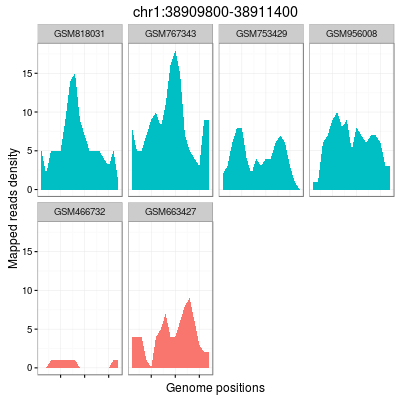 chr1:38909800-38911400
GSM818031 GSM767343 GSM753429 GSM956008
15
10
5
0
Mapped reads density
GSM466732 GSM663427
15
10
5
0
Genome positions